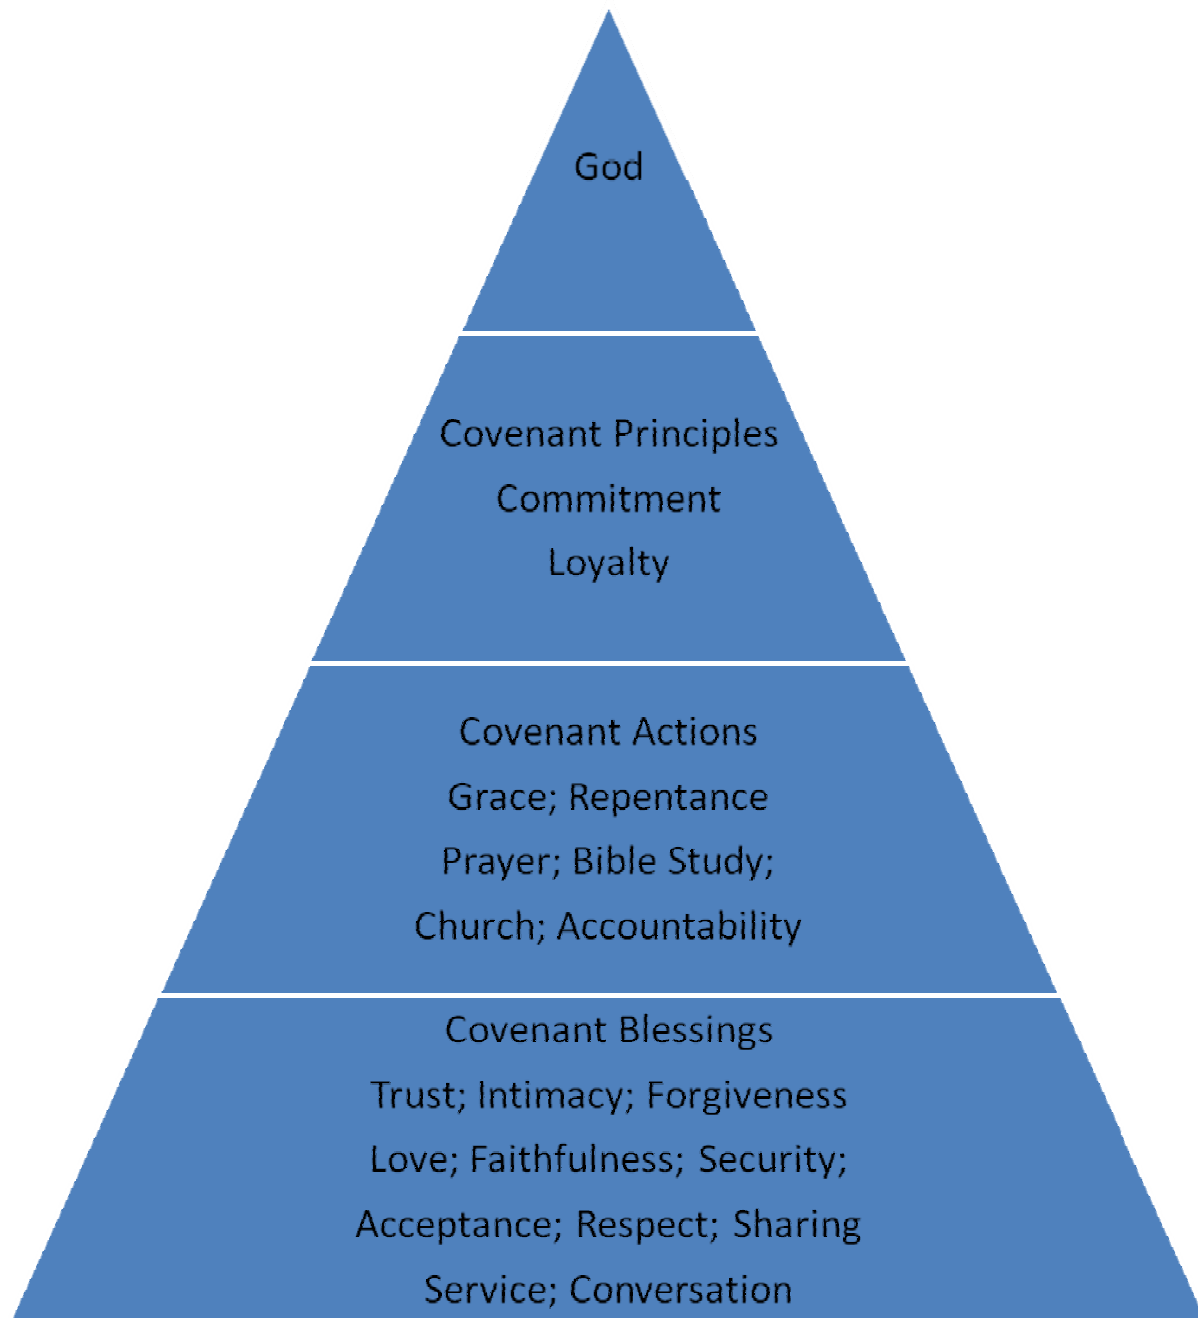 God
Covenant Principles
Commitment
Loyalty
Covenant Actions
Grace; Repentance
Prayer; Bible Study;
Church; Accountability
Covenant Blessings
Trust; Intimacy; Forgiveness
Love; Faithfulness; Security;
Acceptance; Respect; Sharing
Service; Conversation